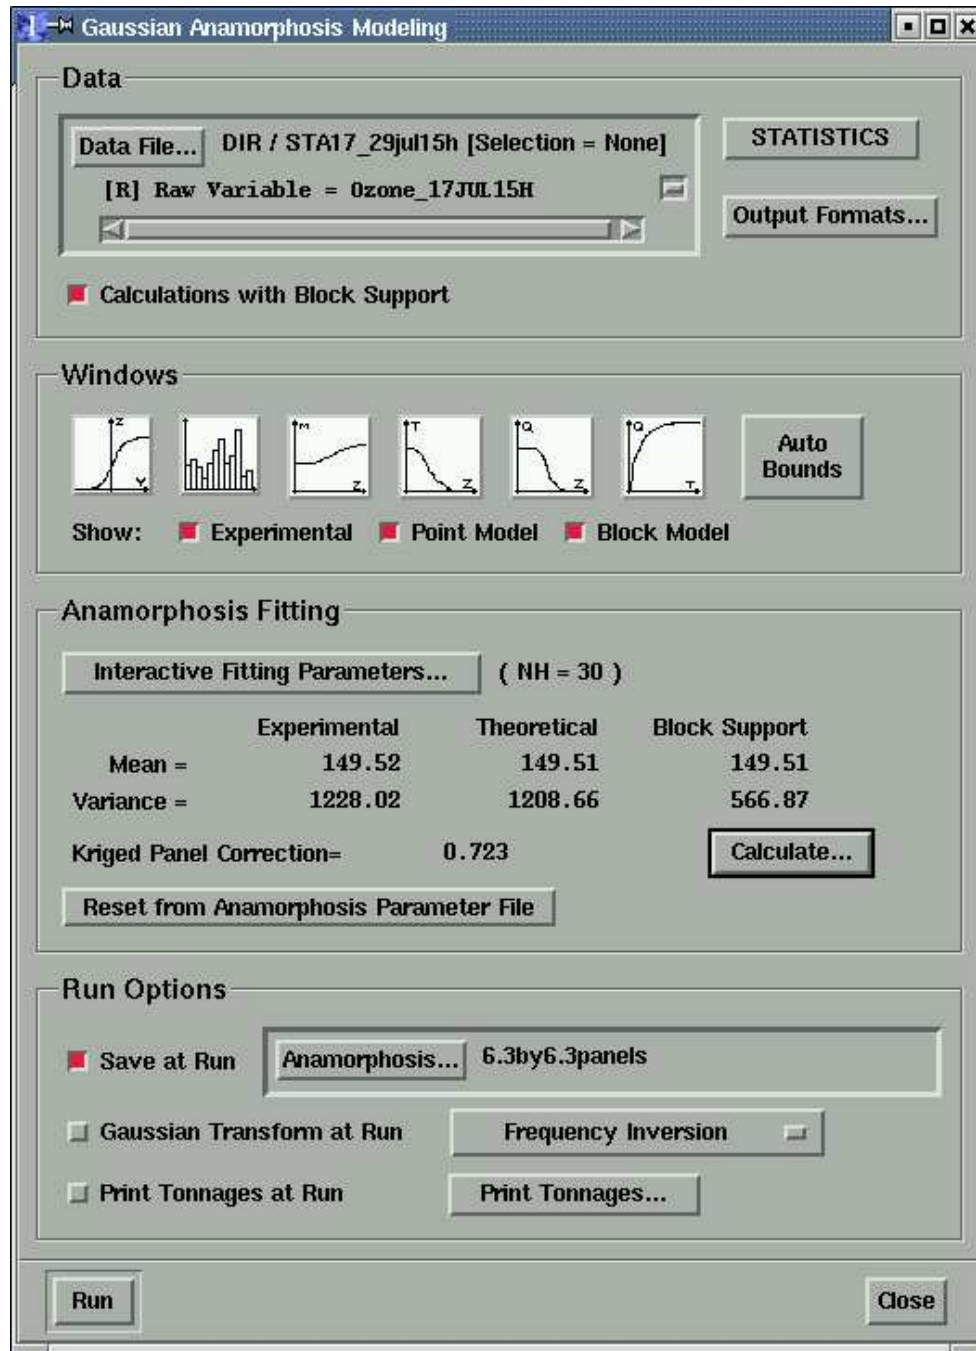 Gaussian Anamorphosis Modeling
Data
Data File... DIR / STA17_29jul15h [Selection = None]
STATISTICS
[R] Raw Variable = Ozone_17JUL15H
Output Formats...
Calculations with Block Support
Windows
Z Y M Z T Z Q Z Q T
Auto
Bounds
Show: Experimental Point Model Block Model
Anamorphosis Fitting
Interactive Fitting Parameters... ( NH = 30 )
Experimental Theoretical Block Support
Mean = 149.52 149.51 149.51
Variance = 1228.02 1208.66 566.87
Kriged Panel Correction= 0.723 Calculate...
Reset from Anamorphosis Parameter File
Run Options
Save at Run Anamorphosis... 6.3by6.3panels
Gaussian Transform at Run Frequency Inversion
Print Tonnages at Run Print Tonnages...
Run Close